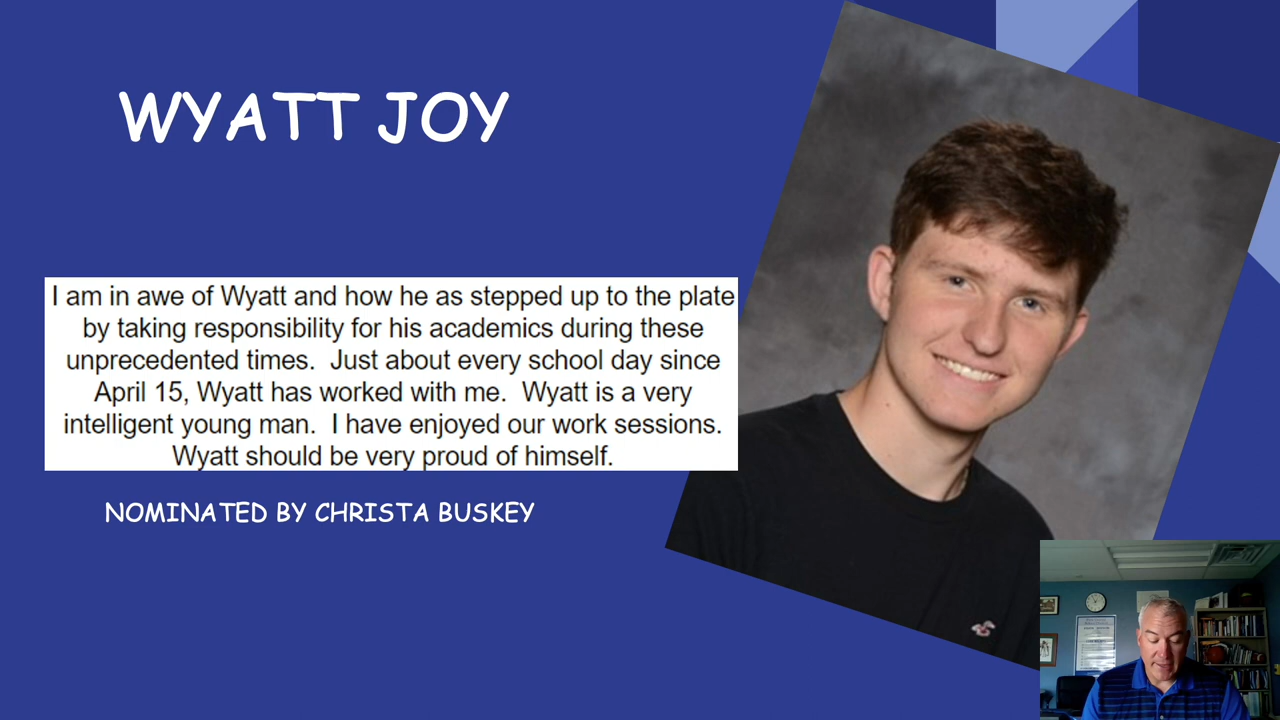 WYATT JOY
I am in awe of Wyatt and how he as stepped up to the plate
by taking responsibility for his academics during these
unprecedented times.  Just about every school day since
April 15, Wyatt has worked with me.  Wyatt is a very
intelligent young man.  I have enjoyed our work sessions.
Wyatt should be very proud of himself.
NOMINATED BY CHRISTA BUSKEY